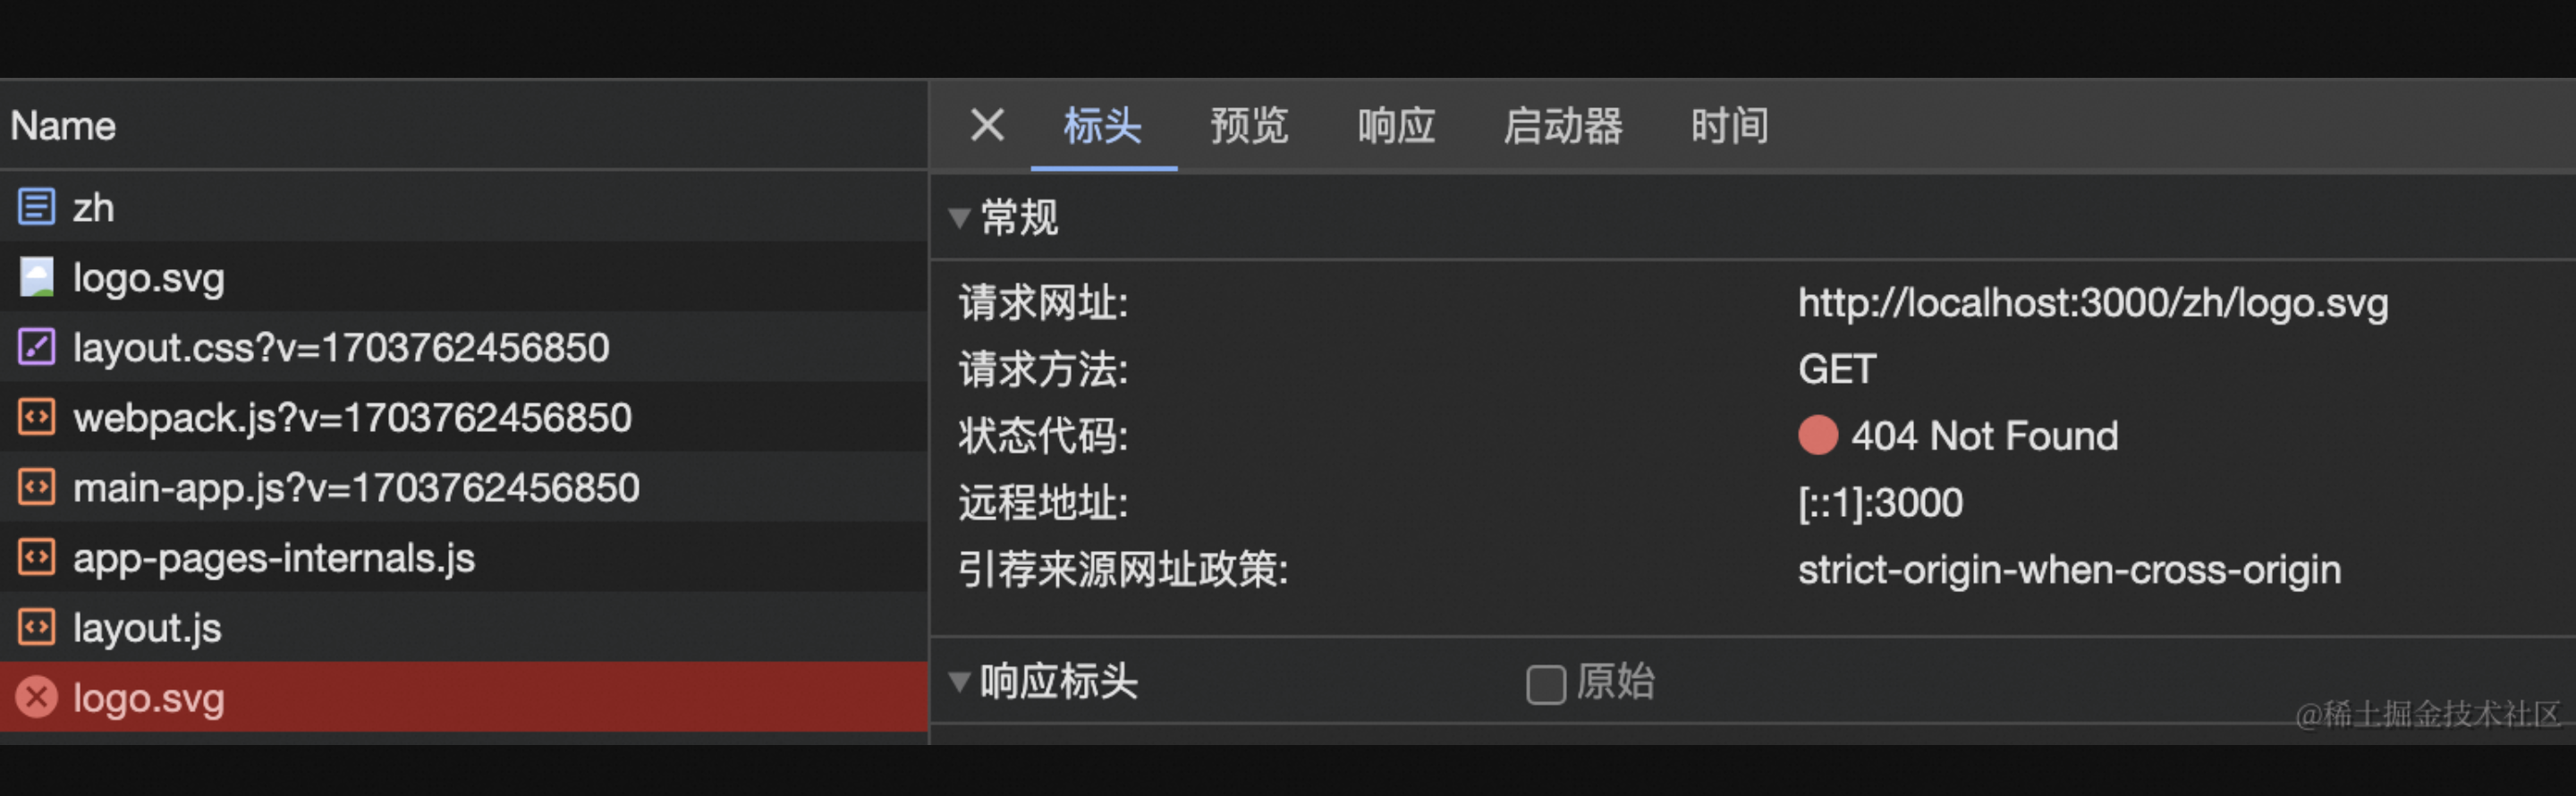 Name
zh
logo.svg
layout.css?v=1703762456850
webpack.js?v=1703762456850
main-app.js?v=1703762456850
app-pages-internals.js
layout.js
logo.svg
标头 预览 响应 启动器 时间
常规
请求网址: http://localhost:3000/zh/logo.svg
请求方法: GET
状态代码: 404 Not Found
远程地址: [::1]:3000
引荐来源网址政策: strict-origin-when-cross-origin
响应标头 原始
@稀土掘金技术社区